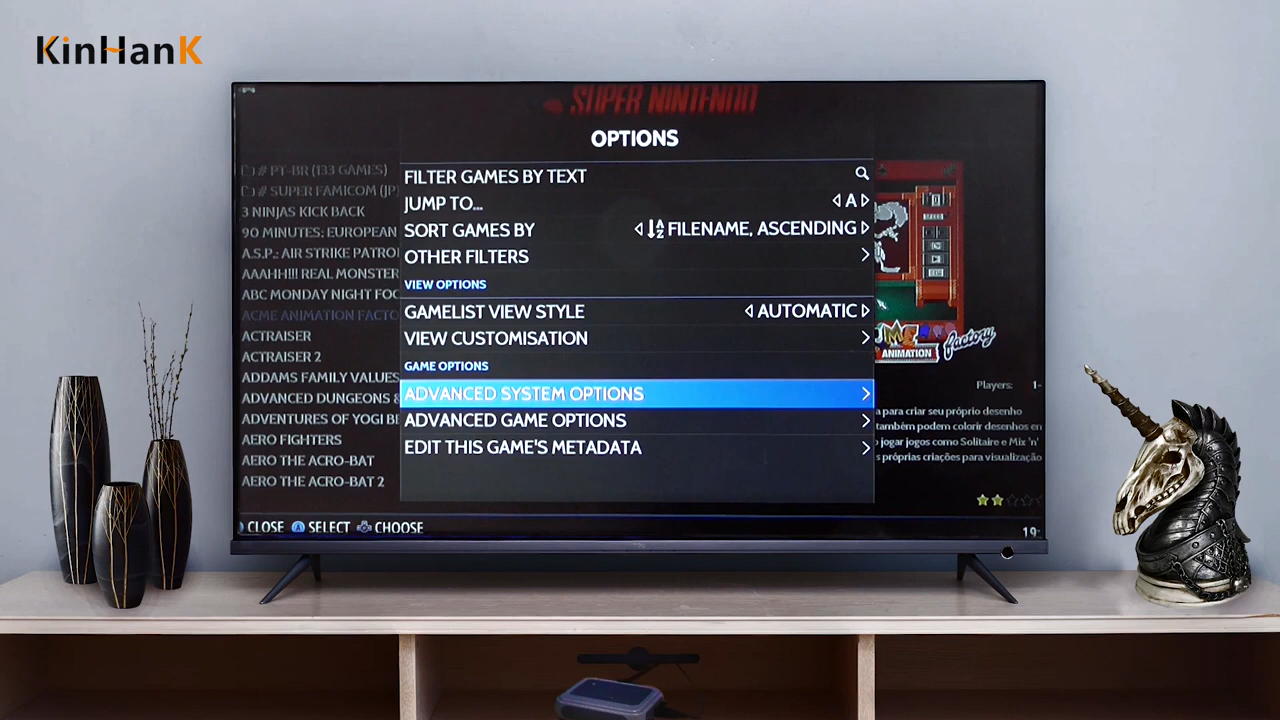 KinHanK
SUPER NINTENDO
OPTIONS
FILTER GAMES BY TEXT
JUMP TO...
A
SORT GAMES BY
FILENAME, ASCENDING
OTHER FILTERS
VIEW OPTIONS
GAMELIST VIEW STYLE
AUTOMATIC
VIEW CUSTOMISATION
GAME OPTIONS
ADVANCED SYSTEM OPTIONS
ADVANCED GAME OPTIONS
EDIT THIS GAME'S METADATA
# PT-BR (133 GAMES)
# SUPER FAMICOM (JP
3 NINJAS KICK BACK
90 MINUTES: EUROPEAN
A.S.P.: AIR STRIKE PATRO
AAAHH!!! REAL MONSTER
ABC MONDAY NIGHT FOO
ACME ANIMATION FACTO
ACTRAISER
ACTRAISER 2
ADDAMS FAMILY VALUES
ADVANCED DUNGEONS &
ADVENTURES OF YOGI BE
AERO FIGHTERS
AERO THE ACRO-BAT
AERO THE ACRO-BAT 2
ANIMATION factory
Players: 1-
a para criar seu próprio desenho
também podem colorir desenhos em
jogar jogos como Solitaire e Mix 'n'
s próprias criações para visualização
CLOSE A SELECT CHOOSE